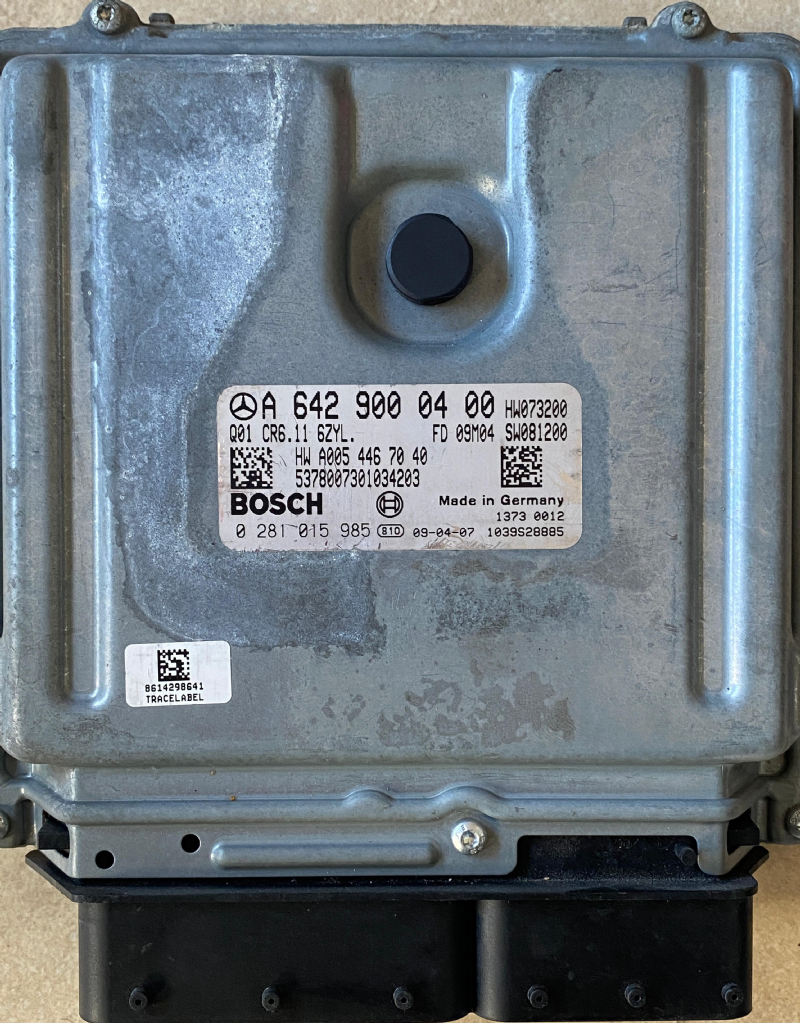 A 642 900 04 00 HW073200
Q01 CR6.11 6ZYL. FD 09M04 SW081200
HW A005 446 70 40
5378007301034203
BOSCH Made in Germany
1373 0012
0 281 015 985 810 09-04-07 1039S28885
8614298641
TRACELABEL